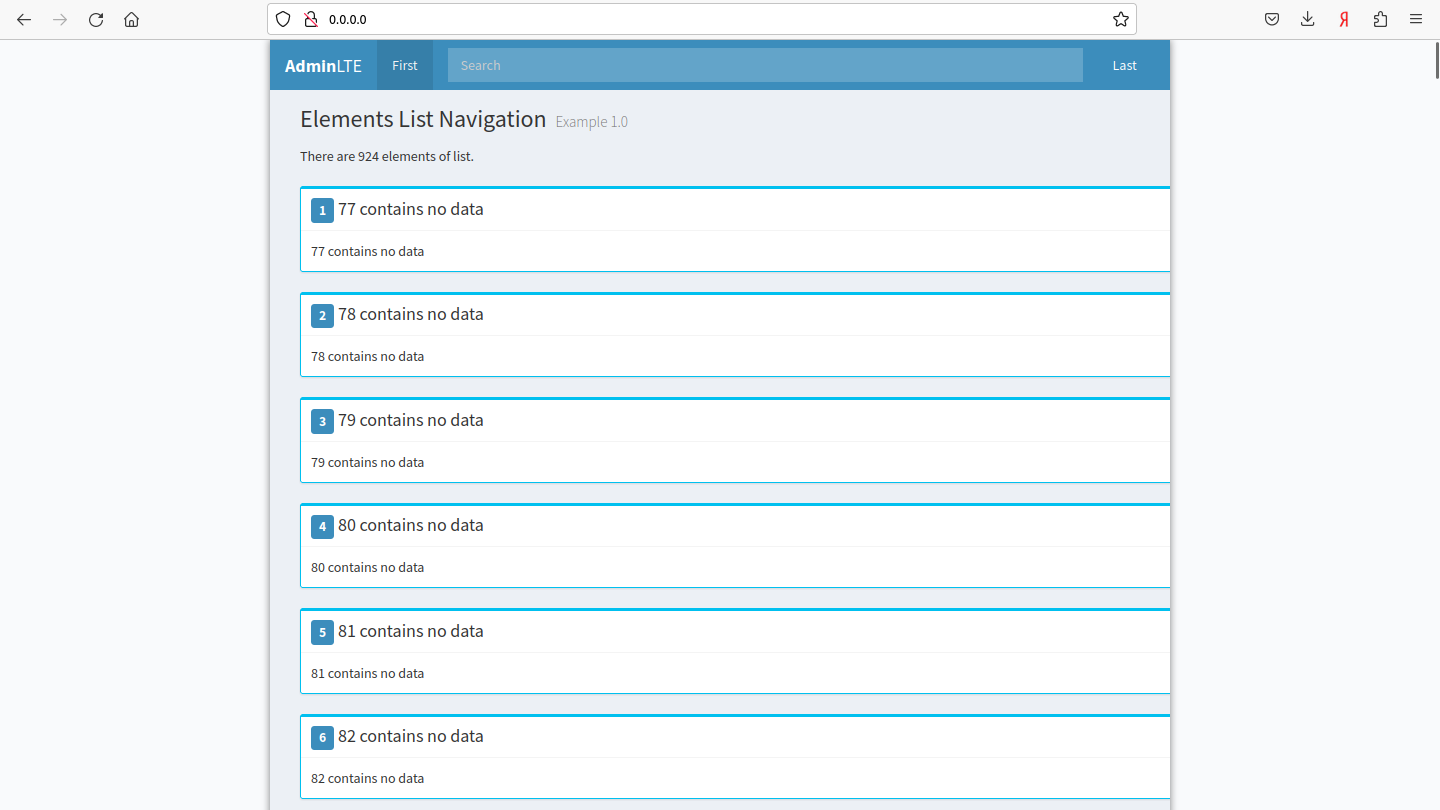 0.0.0.0
AdminLTE First Search Last
Elements List Navigation Example 1.0
There are 924 elements of list.
1 77 contains no data
77 contains no data
2 78 contains no data
78 contains no data
3 79 contains no data
79 contains no data
4 80 contains no data
80 contains no data
5 81 contains no data
81 contains no data
6 82 contains no data
82 contains no data